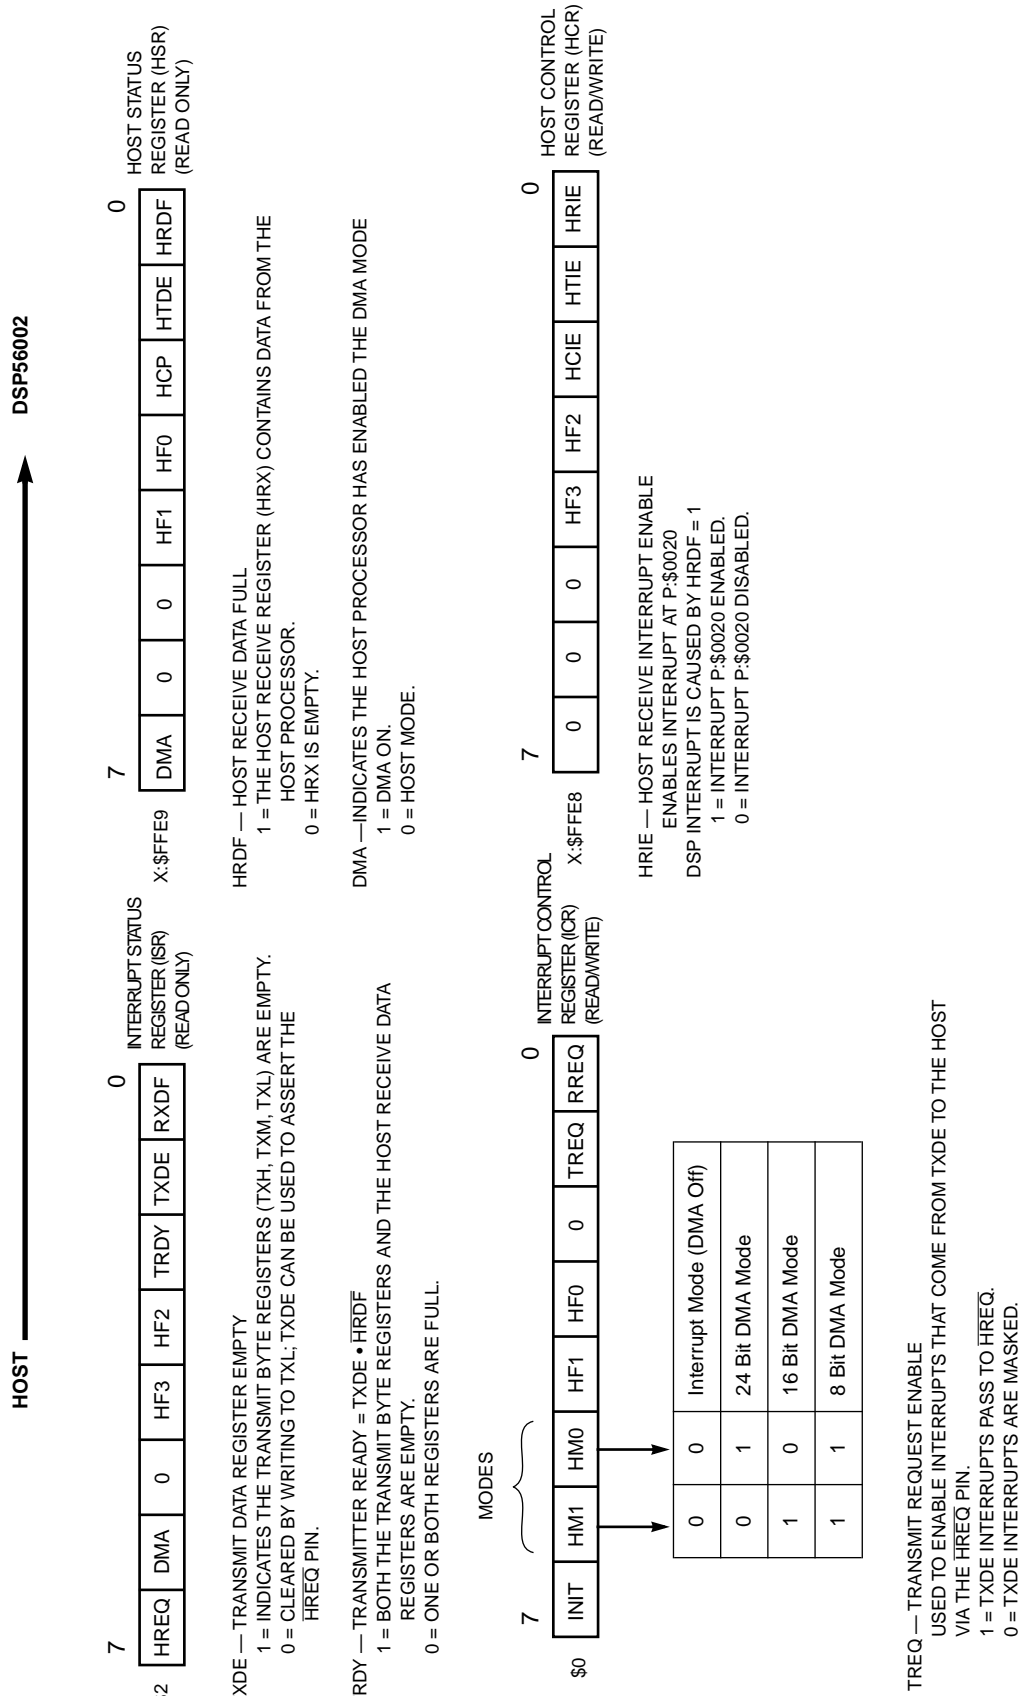 HOST DSP56002
7 0
HREQ DMA 0 HF3 HF2 TRDY TXDE RXDF
INTERRUPT STATUS
REGISTER (ISR)
(READ ONLY)
XDE — TRANSMIT DATA REGISTER EMPTY
1 = INDICATES THE TRANSMIT BYTE REGISTERS (TXH, TXM, TXL) ARE EMPTY.
0 = CLEARED BY WRITING TO TXL; TXDE CAN BE USED TO ASSERT THE
HREQ PIN.
RDY — TRANSMITTER READY = TXDE • HRDF
1 = BOTH THE TRANSMIT BYTE REGISTERS AND THE HOST RECEIVE DATA
REGISTERS ARE EMPTY.
0 = ONE OR BOTH REGISTERS ARE FULL.
7 0
X:$FFE9 DMA 0 0 HF1 HF0 HCP HTDE HRDF
HOST STATUS
REGISTER (HSR)
(READ ONLY)
HRDF — HOST RECEIVE DATA FULL
1 = THE HOST RECEIVE REGISTER (HRX) CONTAINS DATA FROM THE
HOST PROCESSOR.
0 = HRX IS EMPTY.
DMA —INDICATES THE HOST PROCESSOR HAS ENABLED THE DMA MODE
1 = DMA ON.
0 = HOST MODE.
MODES
7 0
$0 INIT HM1 HM0 HF1 HF0 0 TREQ RREQ
INTERRUPT CONTROL
REGISTER (ICR)
(READ/WRITE)
0 0 Interrupt Mode (DMA Off)
0 1 24 Bit DMA Mode
1 0 16 Bit DMA Mode
1 1 8 Bit DMA Mode
TREQ — TRANSMIT REQUEST ENABLE
USED TO ENABLE INTERRUPTS THAT COME FROM TXDE TO THE HOST
VIA THE HREQ PIN.
1 = TXDE INTERRUPTS PASS TO HREQ.
0 = TXDE INTERRUPTS ARE MASKED.
7 0
X:$FFE8 0 0 0 HF3 HF2 HCIE HTIE HRIE
HOST CONTROL
REGISTER (HCR)
(READ/WRITE)
HRIE — HOST RECEIVE INTERRUPT ENABLE
ENABLES INTERRUPT AT P:$0020
DSP INTERRUPT IS CAUSED BY HRDF = 1
1 = INTERRUPT P:$0020 ENABLED.
0 = INTERRUPT P:$0020 DISABLED.